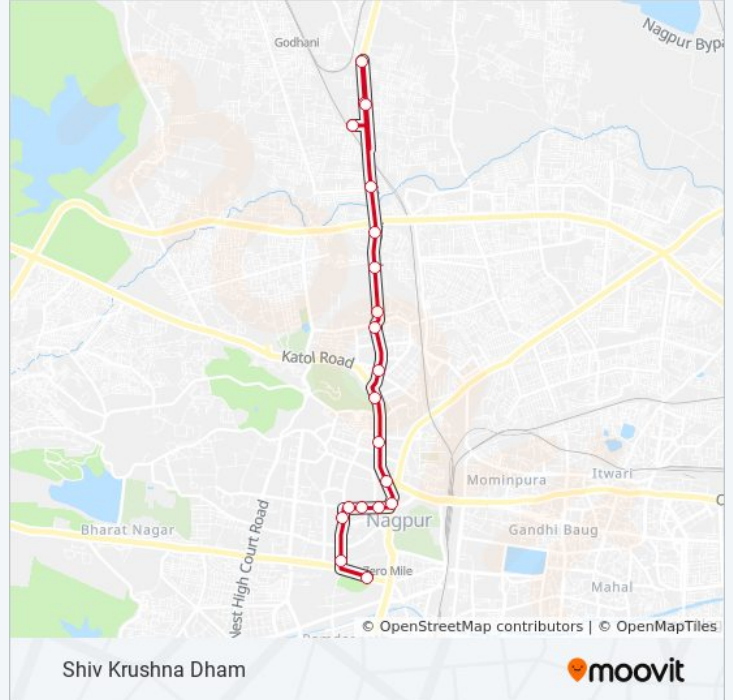 Godhani
Nagpur Bypa
Katol Road
Mominpura
Itwari
Nagpur
Bharat Nagar
Gandhi Baug
West High Court Road
Zero Mile
Mahal
© OpenStreetMap contributors | © OpenMapTiles
Shiv Krushna Dham
moovit